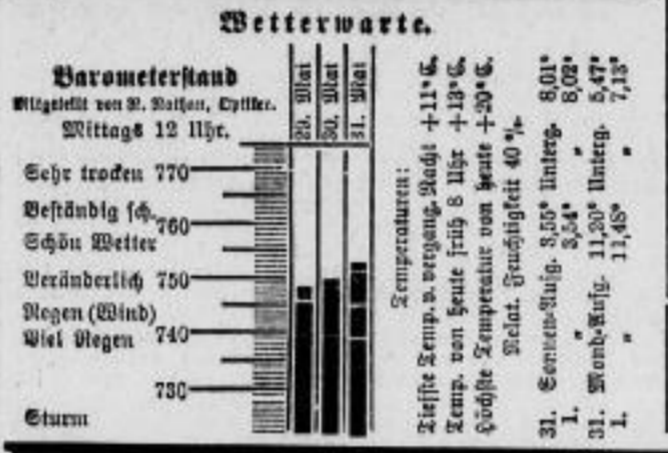 Wetterwarte.
Barometerstand
Mitgeteilt von N. Nathan, Optiker.
Mittags 12 Uhr.
29. Mai
30. Mai
31. Mai
Sehr trocken 770
Beständig sch. 760
Schön Wetter
Veränderlich 750
Regen (Wind)
Viel Regen 740
730
Sturm
Temperaturen:
Tiefste Temp. v. vergang. Nacht +11° C.
Temp. von heute früh 8 Uhr +13° C.
Höchste Temperatur von heute +20° C.
Relat. Feuchtigkeit 40 %
31. Sonnen-Aufg. 3,55° Unterg. 8,01°
1. " 3,54° " 8,02°
31. Mond-Aufg. 11,20° Unterg. 5,47°
1. " 11,48° " 7,13°